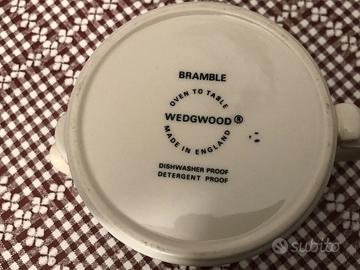 BRAMBLE
OVEN TO TABLE
WEDGWOOD®
MADE IN ENGLAND
DISHWASHER PROOF
DETERGENT PROOF
subito